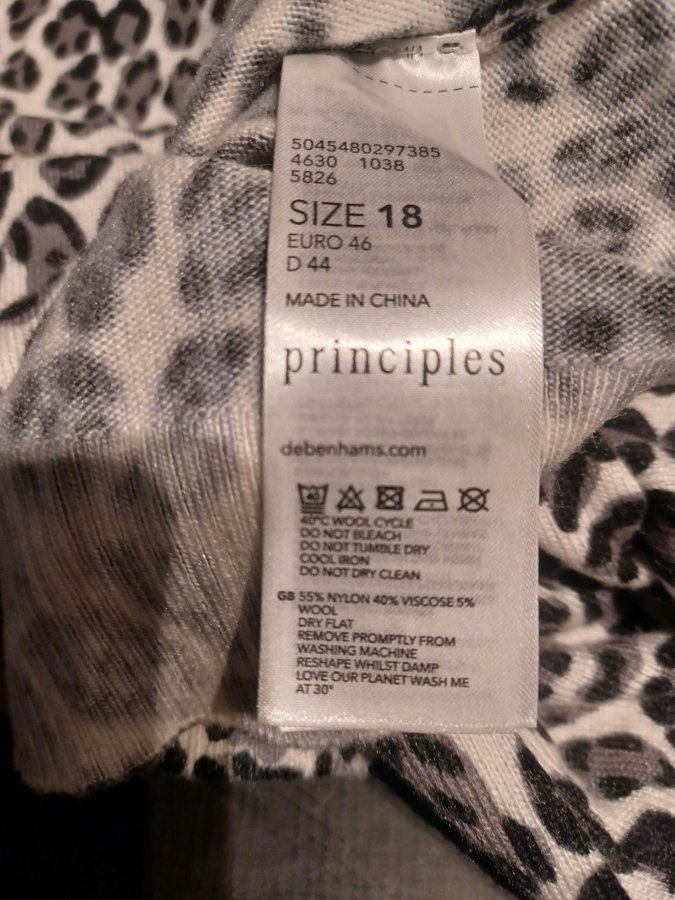 5045480297385
4630 1038
5826
SIZE 18
EURO 46
D 44
MADE IN CHINA
principles
debenhams.com
40
40°C WOOL CYCLE
DO NOT BLEACH
DO NOT TUMBLE DRY
COOL IRON
DO NOT DRY CLEAN
GB 55% NYLON 40% VISCOSE 5%
WOOL
DRY FLAT
REMOVE PROMPTLY FROM
WASHING MACHINE
RESHAPE WHILST DAMP
LOVE OUR PLANET WASH ME
AT 30°